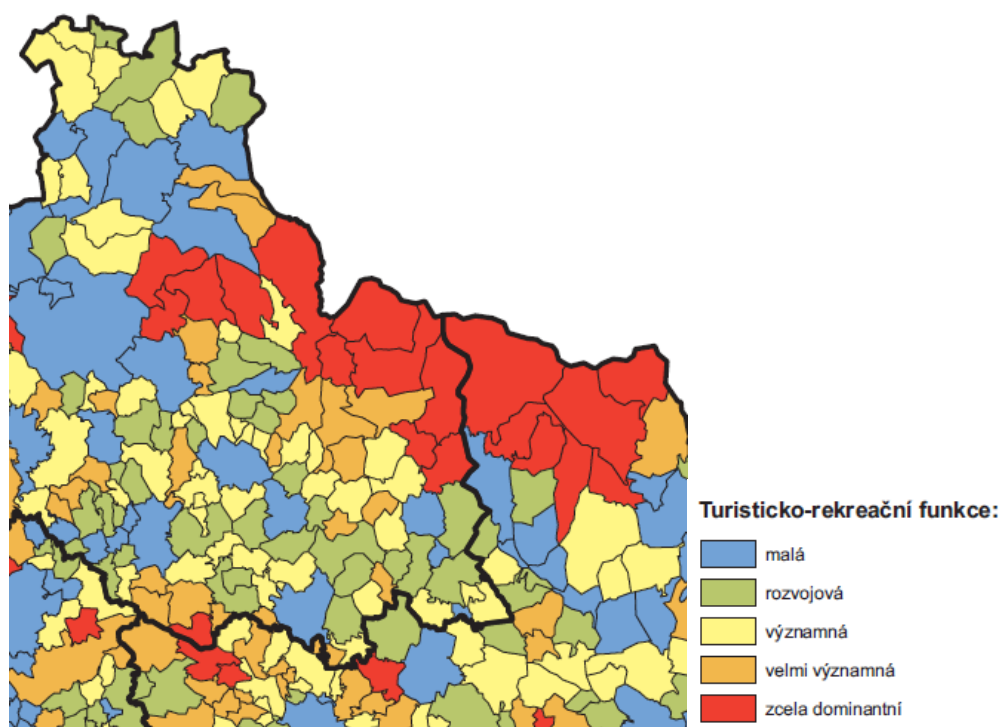 Turisticko-rekreační funkce:
malá
rozvojová
významná
velmi významná
zcela dominantní